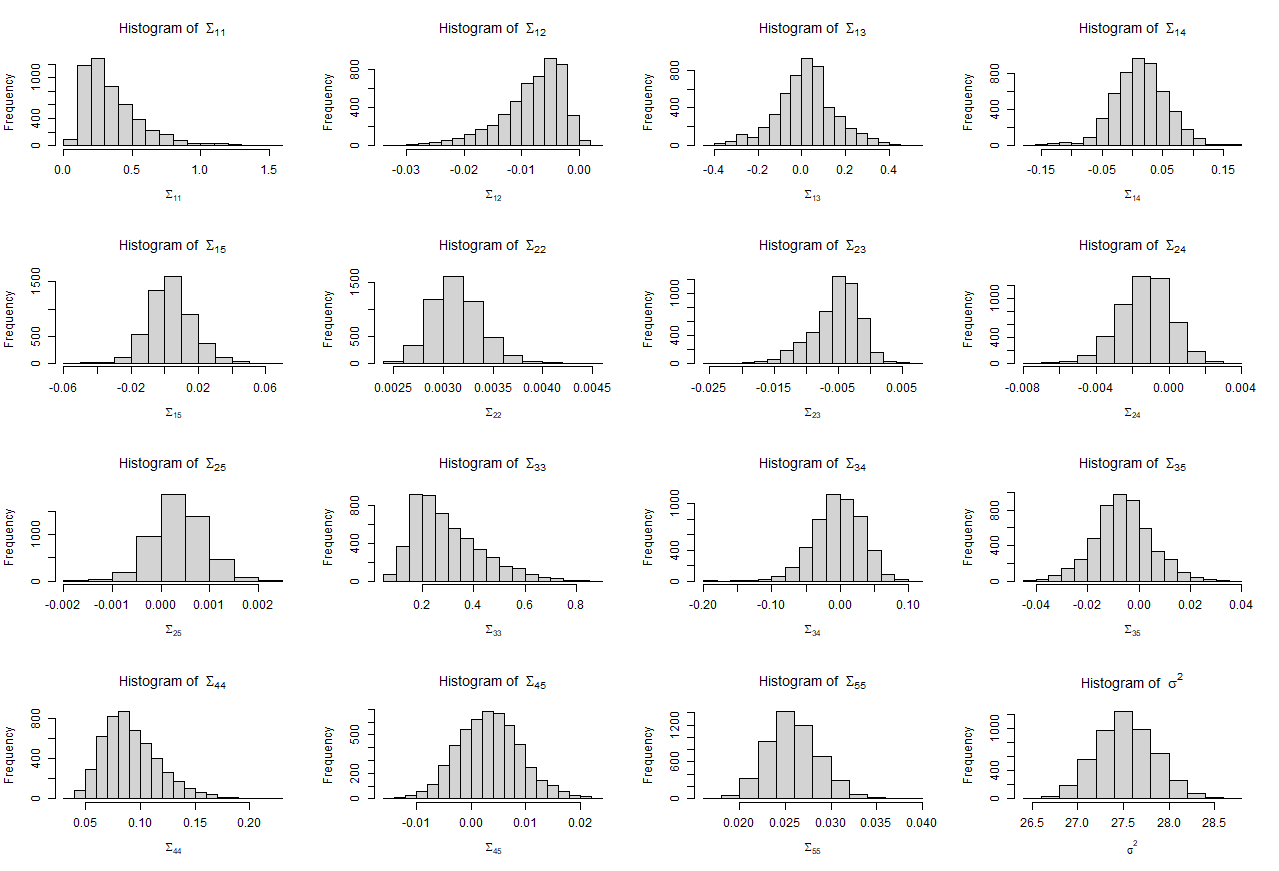 Histogram of Σ11
Frequency
0 400 1000
0.0 0.5 1.0 1.5
Σ11
Histogram of Σ12
Frequency
0 400 800
-0.03 -0.02 -0.01 0.00
Σ12
Histogram of Σ13
Frequency
0 400 800
-0.4 -0.2 0.0 0.2 0.4
Σ13
Histogram of Σ14
Frequency
0 400 800
-0.15 -0.05 0.05 0.15
Σ14
Histogram of Σ15
Frequency
0 500 1500
-0.06 -0.02 0.02 0.06
Σ15
Histogram of Σ22
Frequency
0 500 1500
0.0025 0.0030 0.0035 0.0040 0.0045
Σ22
Histogram of Σ23
Frequency
0 400 1000
-0.025 -0.015 -0.005 0.005
Σ23
Histogram of Σ24
Frequency
0 400 1000
-0.008 -0.004 0.000 0.004
Σ24
Histogram of Σ25
Frequency
0 1000
-0.002 -0.001 0.000 0.001 0.002
Σ25
Histogram of Σ33
Frequency
0 400 800
0.2 0.4 0.6 0.8
Σ33
Histogram of Σ34
Frequency
0 400 1000
-0.20 -0.10 0.00 0.10
Σ34
Histogram of Σ35
Frequency
0 400 800
-0.04 -0.02 0.00 0.02 0.04
Σ35
Histogram of Σ44
Frequency
0 400 800
0.05 0.10 0.15 0.20
Σ44
Histogram of Σ45
Frequency
0 200 500
-0.01 0.00 0.01 0.02
Σ45
Histogram of Σ55
Frequency
0 600 1200
0.020 0.025 0.030 0.035 0.040
Σ55
Histogram of σ²
Frequency
0 400 1000
26.5 27.0 27.5 28.0 28.5
σ²